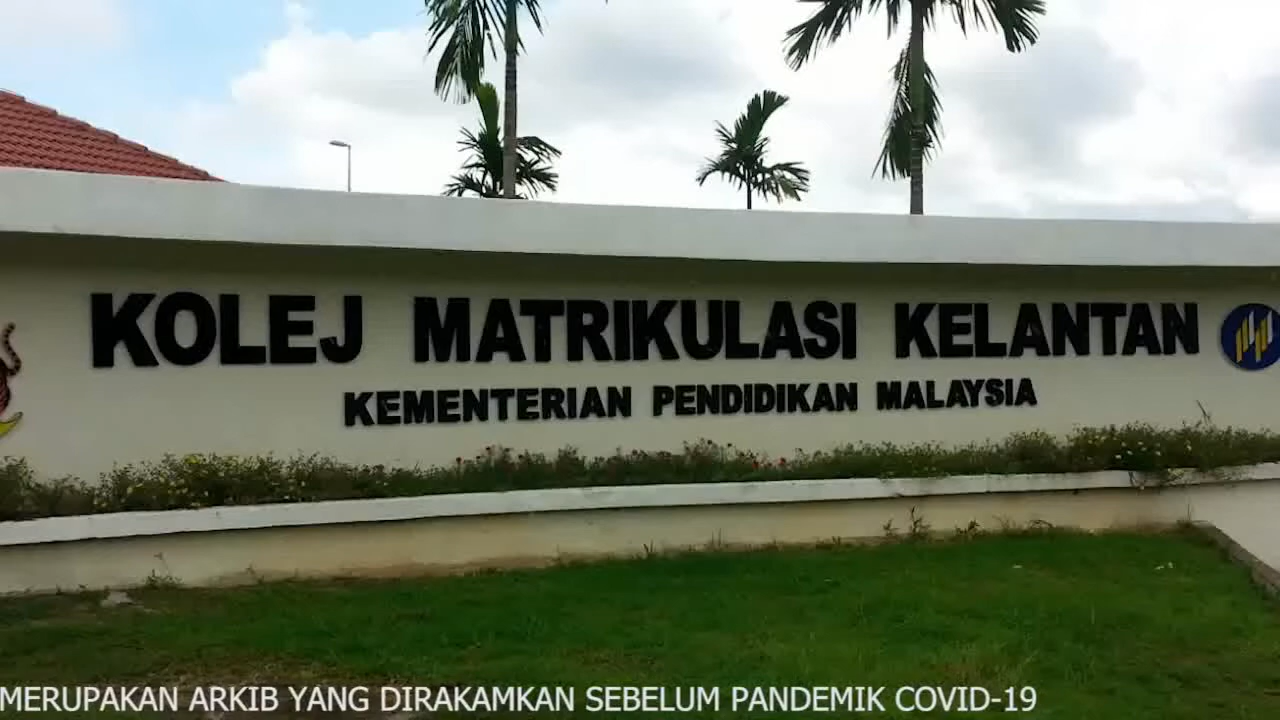 KOLEJ MATRIKULASI KELANTAN
KEMENTERIAN PENDIDIKAN MALAYSIA
MERUPAKAN ARKIB YANG DIRAKAMKAN SEBELUM PANDEMIK COVID-19